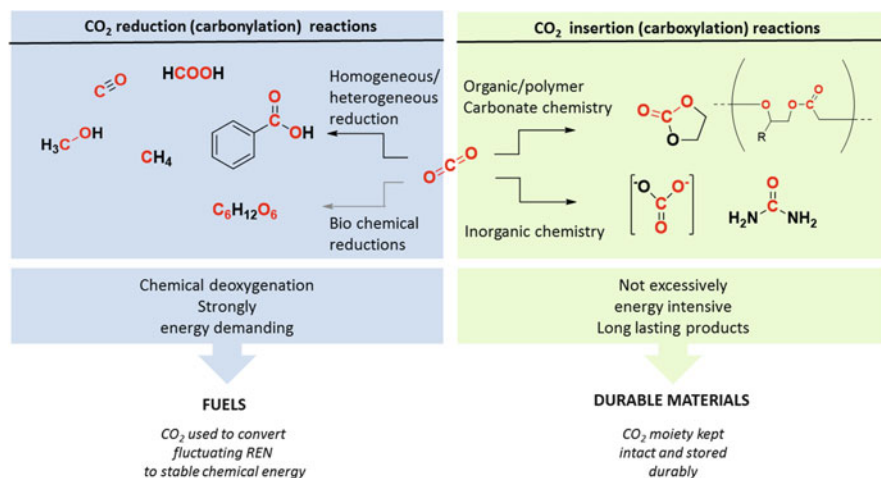 CO₂ reduction (carbonylation) reactions
C≡O
HCOOH
H₃C-OH
CH₄
O
OH
C
C₆H₁₂O₆
Homogeneous/
heterogeneous
reduction
Bio chemical
reductions
O=C=O
CO₂ insertion (carboxylation) reactions
Organic/polymer
Carbonate chemistry
O
O
O
O
O
O
R
Inorganic chemistry
-O
O-
C
O
O
H₂N C NH₂
Chemical deoxygenation
Strongly
energy demanding
Not excessively
energy intensive
Long lasting products
FUELS
DURABLE MATERIALS
CO₂ used to convert
fluctuating REN
to stable chemical energy
CO₂ moiety kept
intact and stored
durably